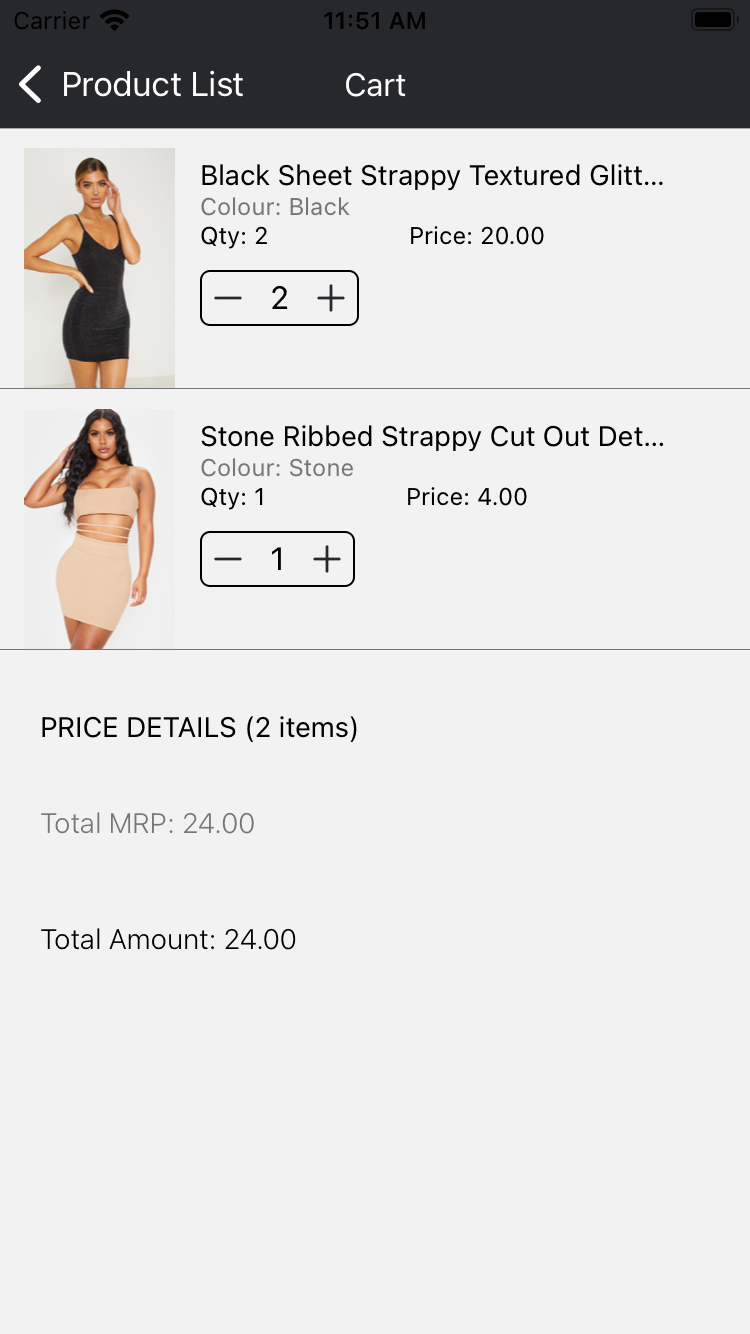 Carrier 11:51 AM
Product List Cart
Black Sheet Strappy Textured Glitt...
Colour: Black
Qty: 2 Price: 20.00
2
Stone Ribbed Strappy Cut Out Det...
Colour: Stone
Qty: 1 Price: 4.00
1
PRICE DETAILS (2 items)
Total MRP: 24.00
Total Amount: 24.00